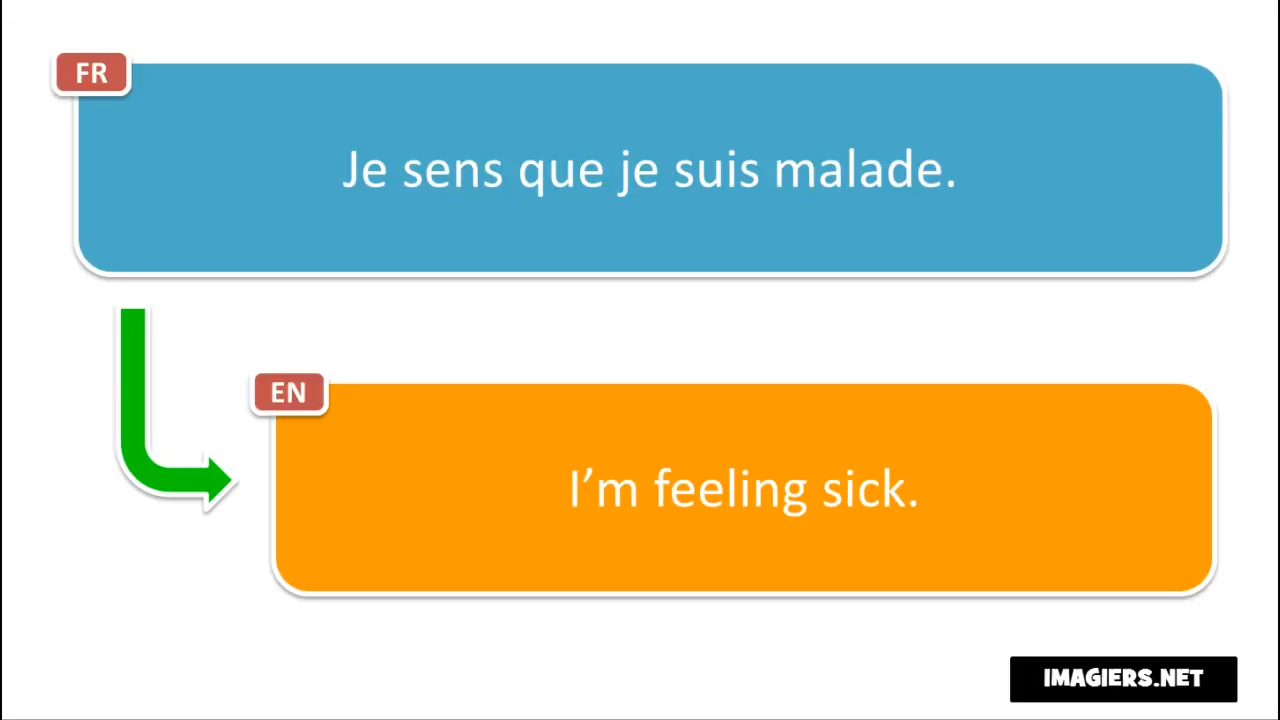 FR
Je sens que je suis malade.
EN
I’m feeling sick.
IMAGIERS.NET